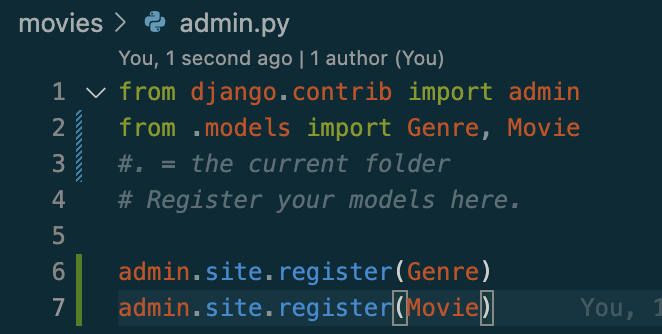 movies > admin.py
You, 1 second ago | 1 author (You)
1 from django.contrib import admin
2 from .models import Genre, Movie
3 #. = the current folder
4 # Register your models here.
5
6 admin.site.register(Genre)
7 admin.site.register(Movie) You, 1